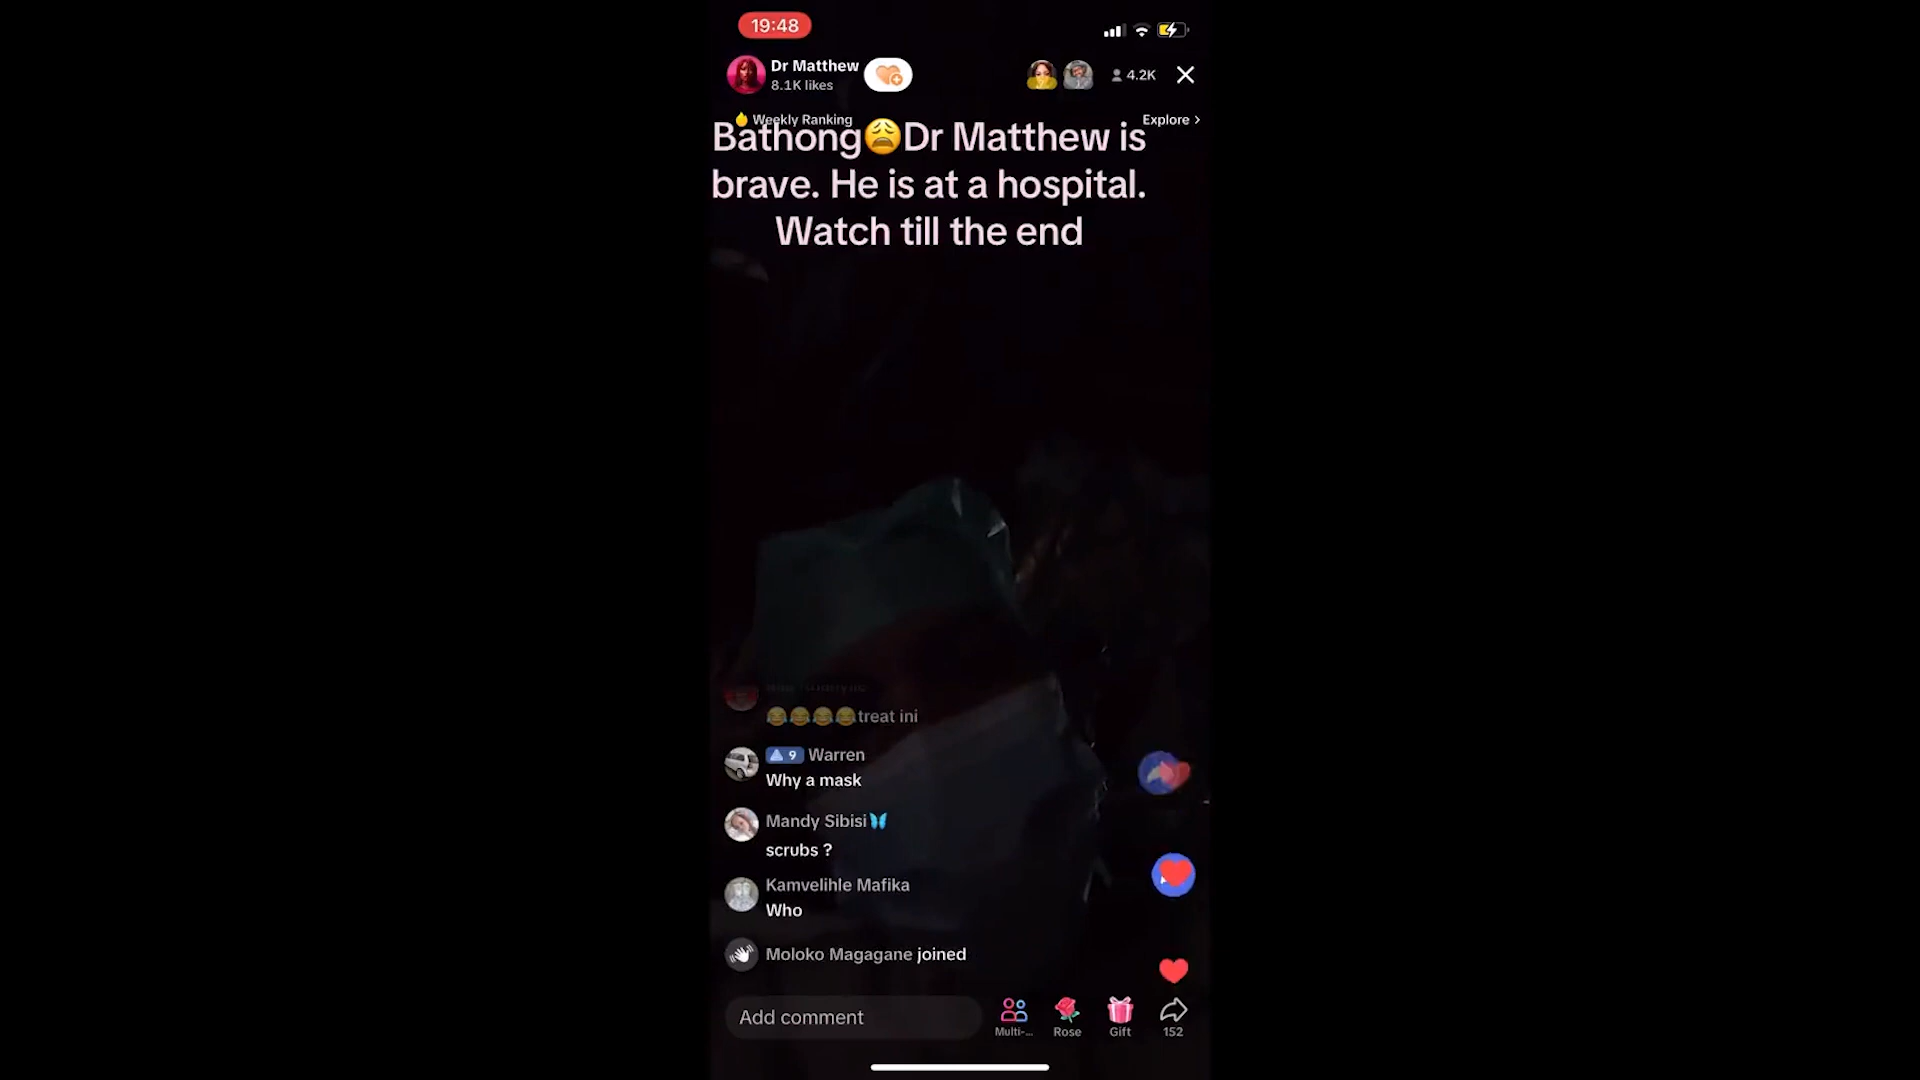 19:48
Dr Matthew
8.1K likes
4.2K
Weekly Ranking
Explore >
Bathong😩Dr Matthew is
brave. He is at a hospital.
Watch till the end
😂😂😂😂treat ini
9 Warren
Why a mask
Mandy Sibisi🦋
scrubs ?
Kamvelihle Mafika
Who
Moloko Magagane joined
Add comment
Multi-...
Rose
Gift
152